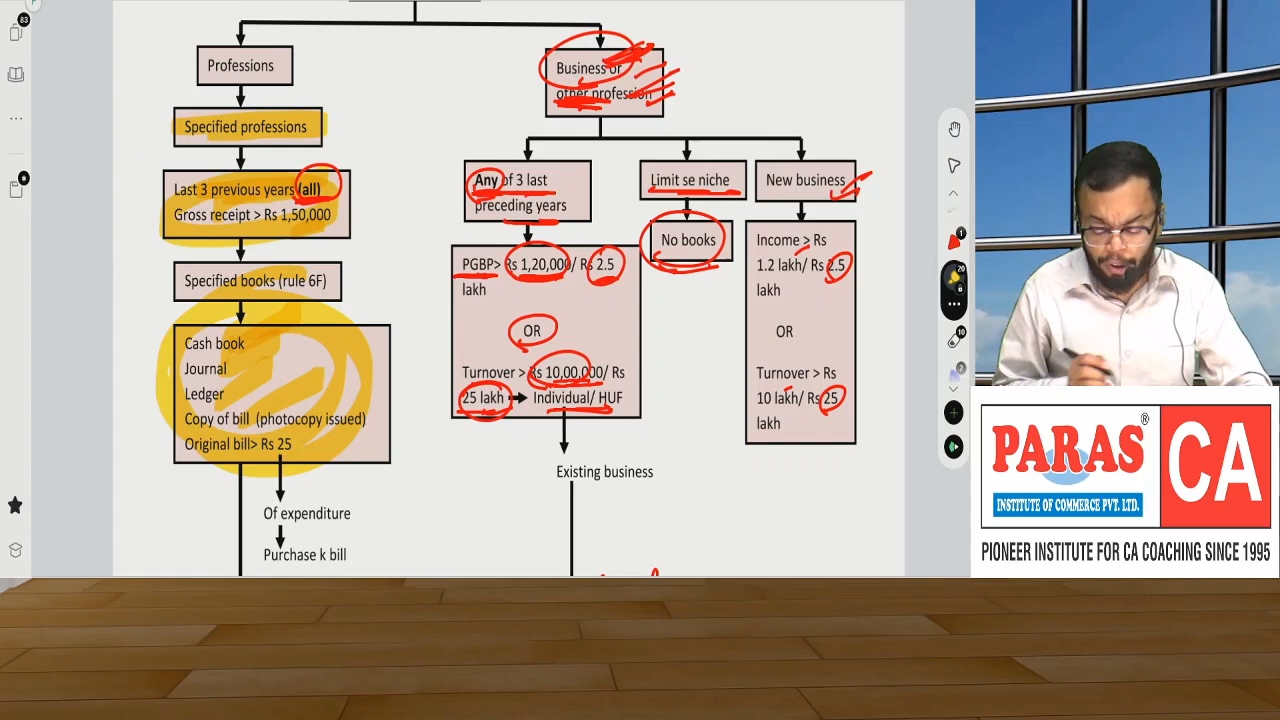 Professions
Specified professions
Last 3 previous years (all)
Gross receipt > Rs 1,50,000
Specified books (rule 6F)
Cash book
Journal
Ledger
Copy of bill (photocopy issued)
Original bill> Rs 25
Of expenditure
Purchase k bill
Business or
other profession
Any of 3 last
preceding years
PGBP> Rs 1,20,000/ Rs 2.5
lakh
OR
Turnover > Rs 10,00,000/ Rs
25 lakh Individual/ HUF
Existing business
Limit se niche
No books
New business
Income > Rs
1.2 lakh/ Rs 2.5
lakh
OR
Turnover > Rs
10 lakh/ Rs 25
lakh
83
1
20
10
2
PARAS ®
INSTITUTE OF COMMERCE PVT. LTD.
CA
PIONEER INSTITUTE FOR CA COACHING SINCE 1995